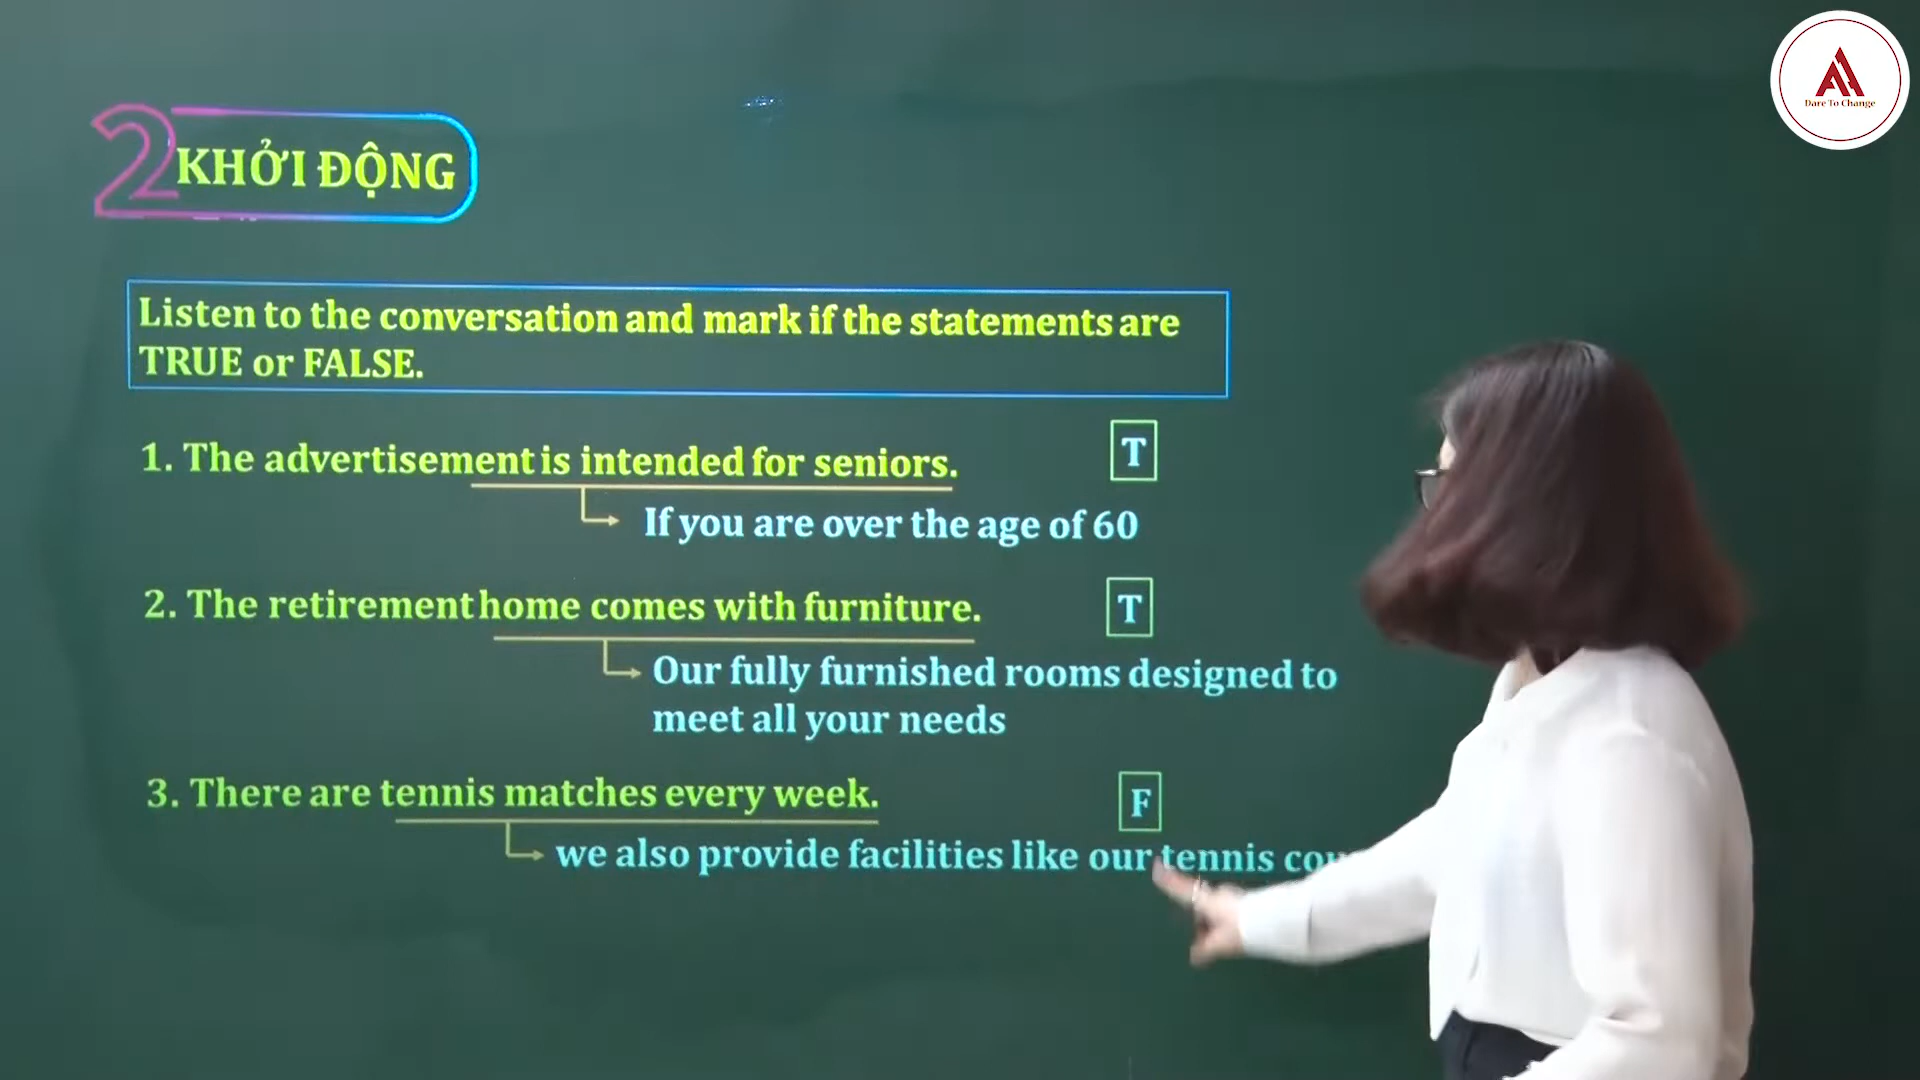 Dare To Change
2 KHỞI ĐỘNG
Listen to the conversation and mark if the statements are
TRUE or FALSE.
1. The advertisement is intended for seniors. T
If you are over the age of 60
2. The retirement home comes with furniture. T
Our fully furnished rooms designed to
meet all your needs
3. There are tennis matches every week. F
we also provide facilities like our tennis